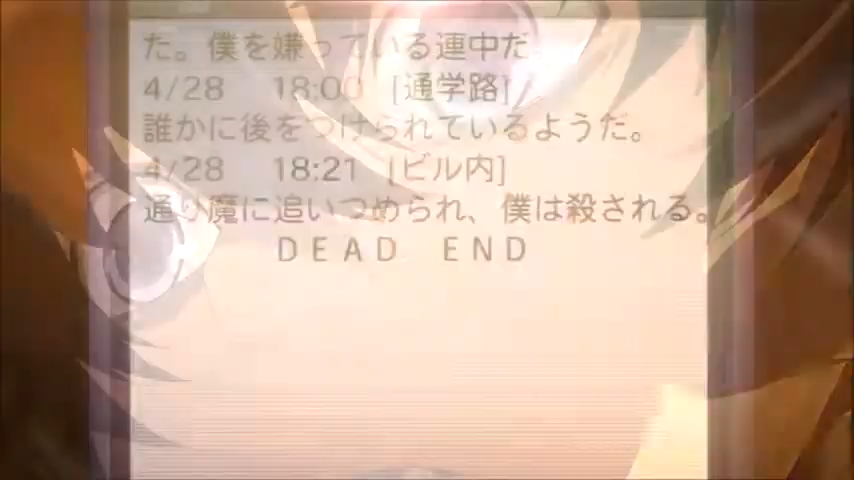 た。僕を嫌っている連中だ
4/28 18:00 [通学路]
誰かに後をつけられているようだ。
4/28 18:21 [ビル内]
通り魔に追いつめられ、僕は殺される。
DEAD END